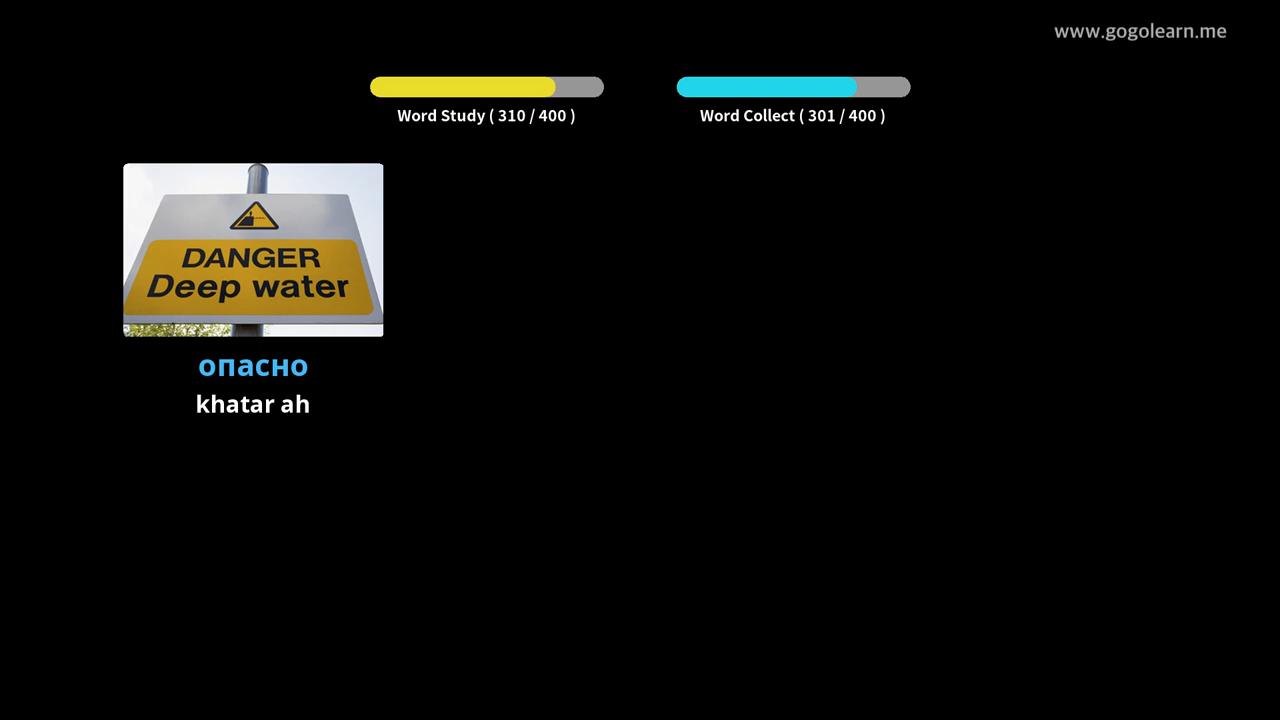 www.gogolearn.me
Word Study ( 310 / 400 )
Word Collect ( 301 / 400 )
DANGER
Deep water
опасно
khatar ah